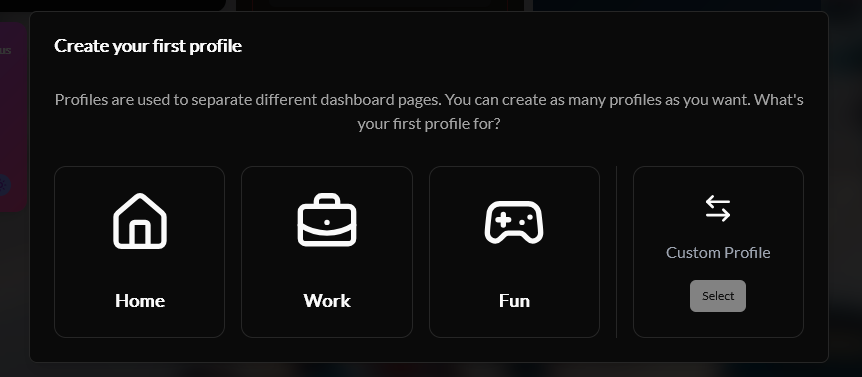 Create your first profile
Profiles are used to separate different dashboard pages. You can create as many profiles as you want. What's
your first profile for?
Home
Work
Fun
Custom Profile
Select